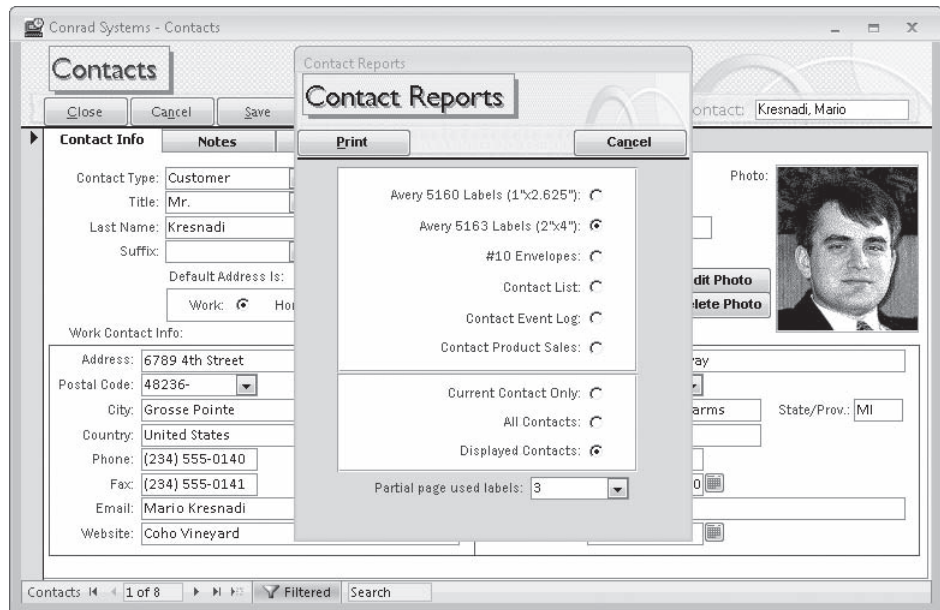 Conrad Systems - Contacts
Contacts
Close Cancel Save
Contact: Kresnadi, Mario
Contact Info Notes
Contact Type: Customer
Title: Mr.
Last Name: Kresnadi
Suffix:
Default Address Is:
Work:
Work Contact Info:
Address: 6789 4th Street
Postal Code: 48236-
City: Grosse Pointe
Country: United States
Phone: (234) 555-0140
Fax: (234) 555-0141
Email: Mario Kresnadi
Website: Coho Vineyard
Contact Reports
Contact Reports
Print Cancel
Avery 5160 Labels (1"x2.625"):
Avery 5163 Labels (2"x4"):
#10 Envelopes:
Contact List:
Contact Event Log:
Contact Product Sales:
Current Contact Only:
All Contacts:
Displayed Contacts:
Partial page used labels: 3
Photo:
dit Photo
lete Photo
way
arms State/Prov.: MI
0
Contacts 1 of 8 Filtered Search